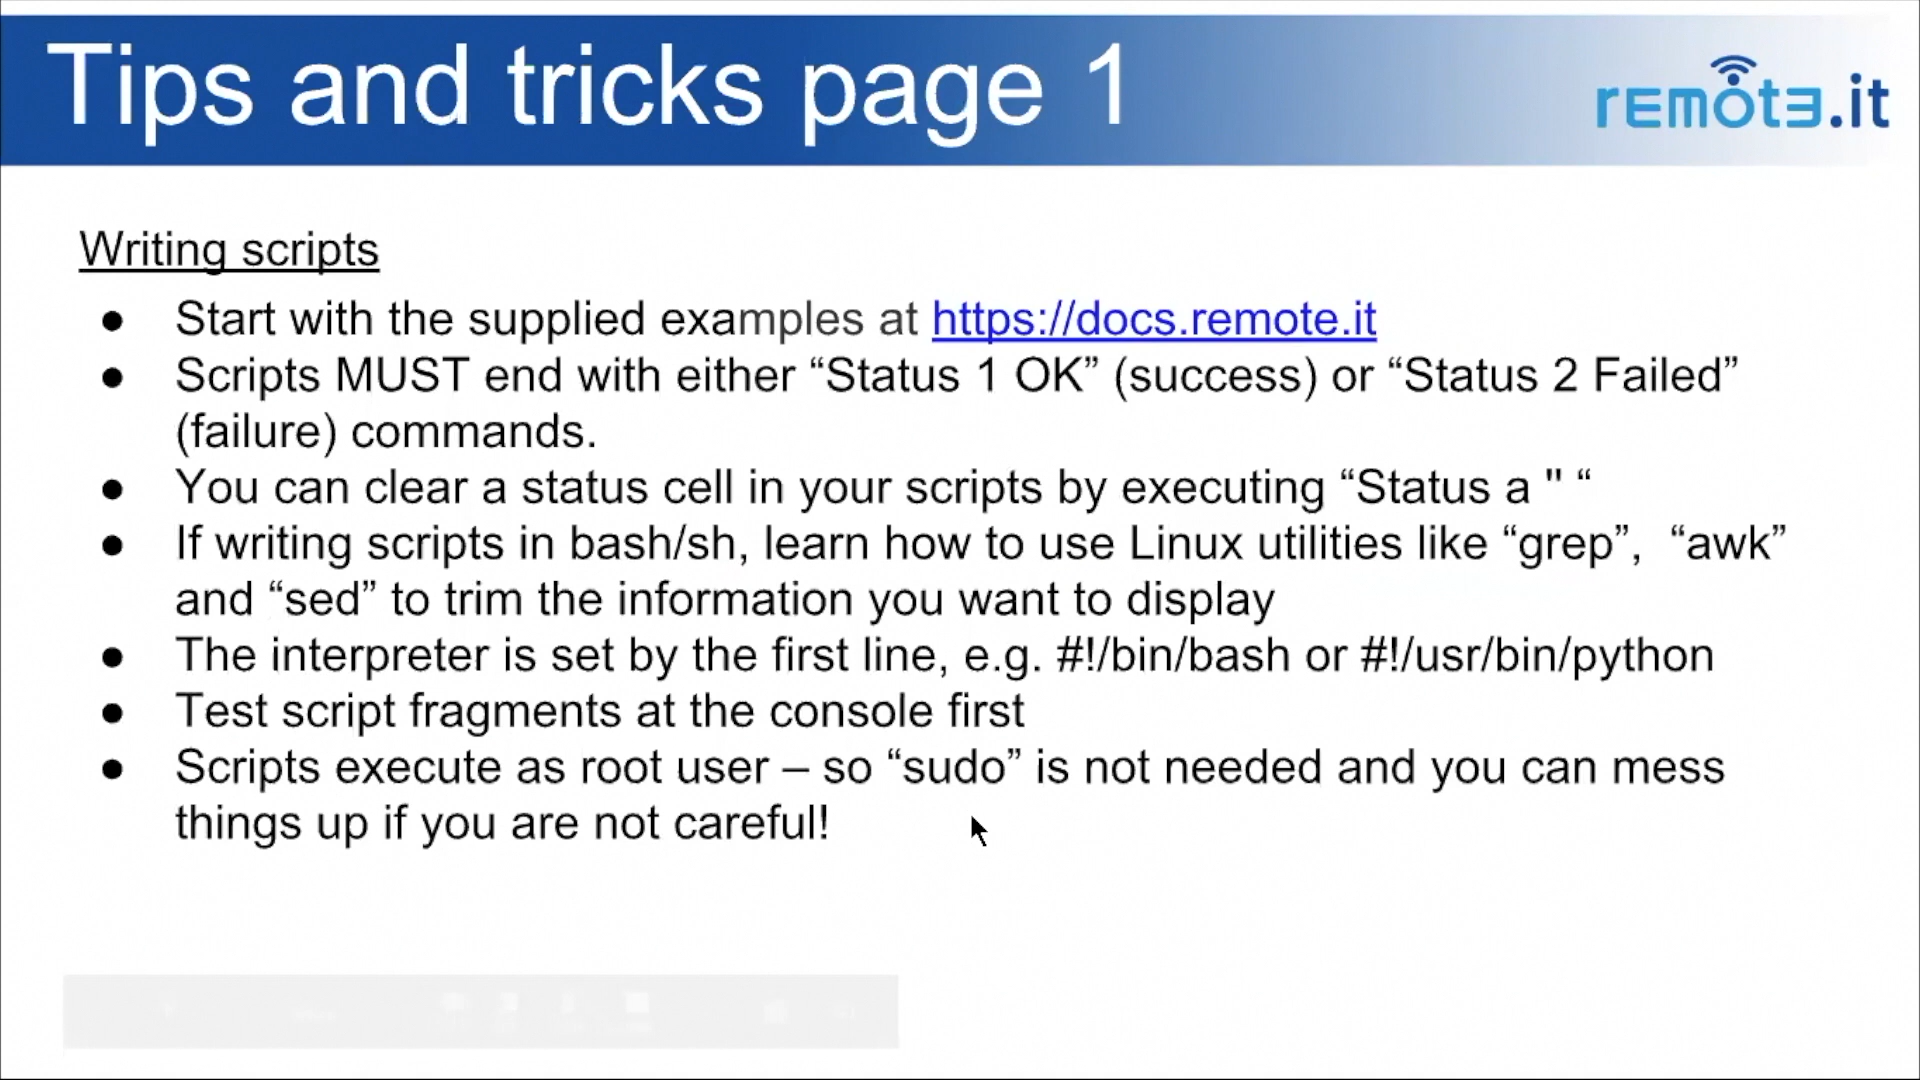 Tips and tricks page 1
remot3.it
Writing scripts
● Start with the supplied examples at https://docs.remote.it
● Scripts MUST end with either “Status 1 OK” (success) or “Status 2 Failed”
(failure) commands.
● You can clear a status cell in your scripts by executing “Status a " “
● If writing scripts in bash/sh, learn how to use Linux utilities like “grep”,  “awk”
and “sed” to trim the information you want to display
● The interpreter is set by the first line, e.g. #!/bin/bash or #!/usr/bin/python
● Test script fragments at the console first
● Scripts execute as root user – so “sudo” is not needed and you can mess
things up if you are not careful!